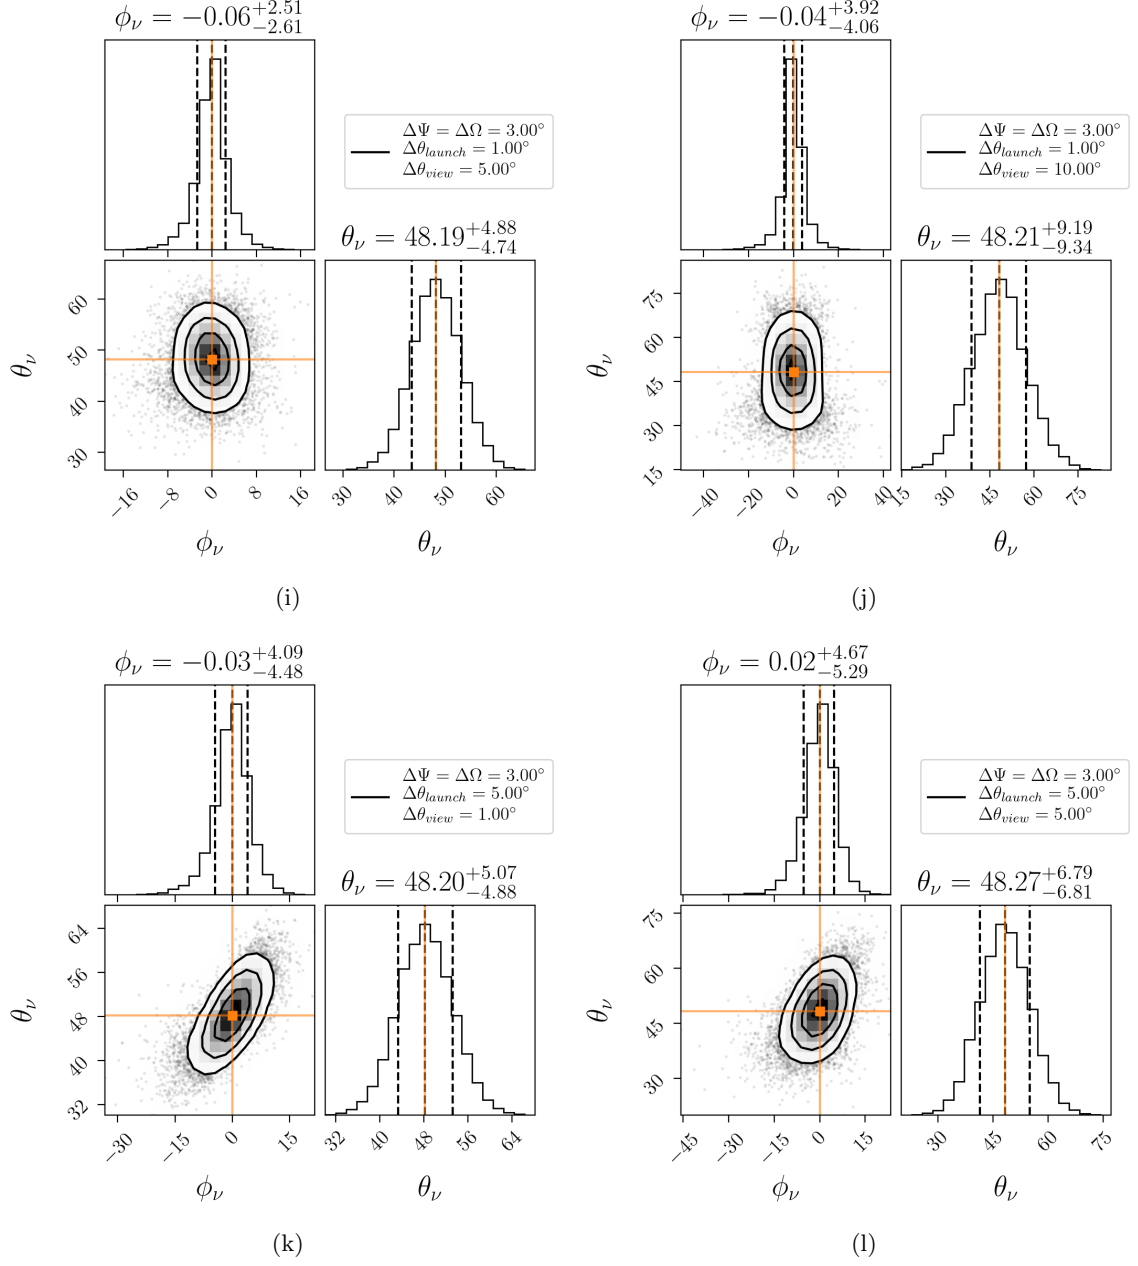 ϕν = −0.06 +2.51 −2.61
ΔΨ = ΔΩ = 3.00°
Δθlaunch = 1.00°
Δθview = 5.00°
θν = 48.19 +4.88 −4.74
60
50
40
30
θν
−16 −8 0 8 16
30 40 50 60
ϕν
θν
(i)
ϕν = −0.04 +3.92 −4.06
ΔΨ = ΔΩ = 3.00°
Δθlaunch = 1.00°
Δθview = 10.00°
θν = 48.21 +9.19 −9.34
75
60
45
30
15
θν
−40 −20 0 20 40
15 30 45 60 75
ϕν
θν
(j)
ϕν = −0.03 +4.09 −4.48
ΔΨ = ΔΩ = 3.00°
Δθlaunch = 5.00°
Δθview = 1.00°
θν = 48.20 +5.07 −4.88
64
56
48
40
32
θν
−30 −15 0 15
32 40 48 56 64
ϕν
θν
(k)
ϕν = 0.02 +4.67 −5.29
ΔΨ = ΔΩ = 3.00°
Δθlaunch = 5.00°
Δθview = 5.00°
θν = 48.27 +6.79 −6.81
75
60
45
30
θν
−45 −30 −15 0 15
30 45 60 75
ϕν
θν
(l)